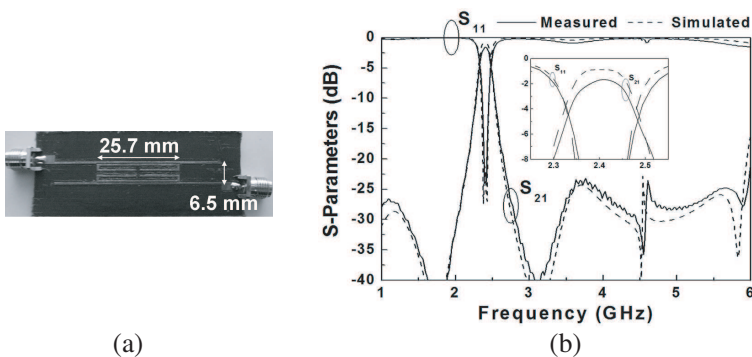 25.7 mm
6.5 mm
(a)
S11
Measured
Simulated
S-Parameters (dB)
0
-5
-10
-15
-20
-25
-30
-35
-40
0
-2
-4
-6
-8
S11
S21
2.3 2.4 2.5
S21
1 2 3 4 5 6
Frequency (GHz)
(b)